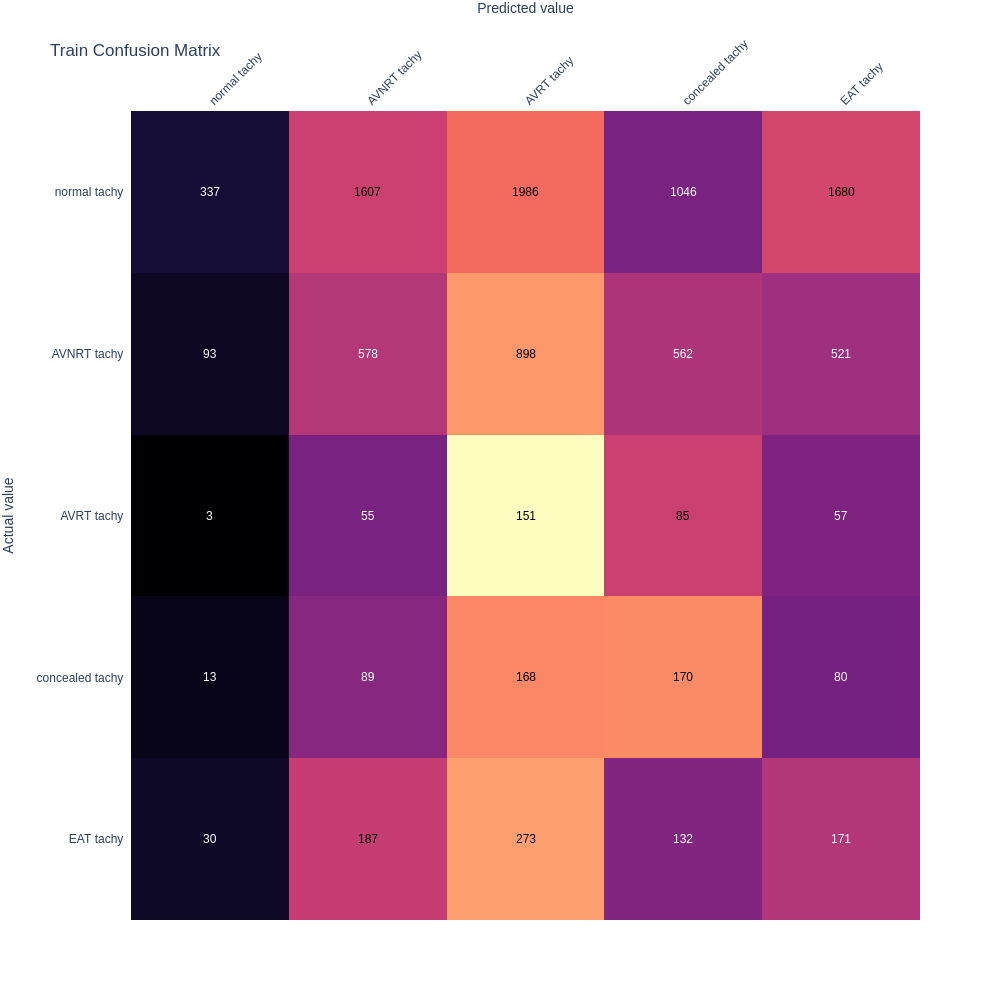 Predicted value
Train Confusion Matrix
normal tachy AVNRT tachy AVRT tachy concealed tachy EAT tachy
normal tachy 337 1607 1986 1046 1680
AVNRT tachy 93 578 898 562 521
Actual value
AVRT tachy 3 55 151 85 57
concealed tachy 13 89 168 170 80
EAT tachy 30 187 273 132 171